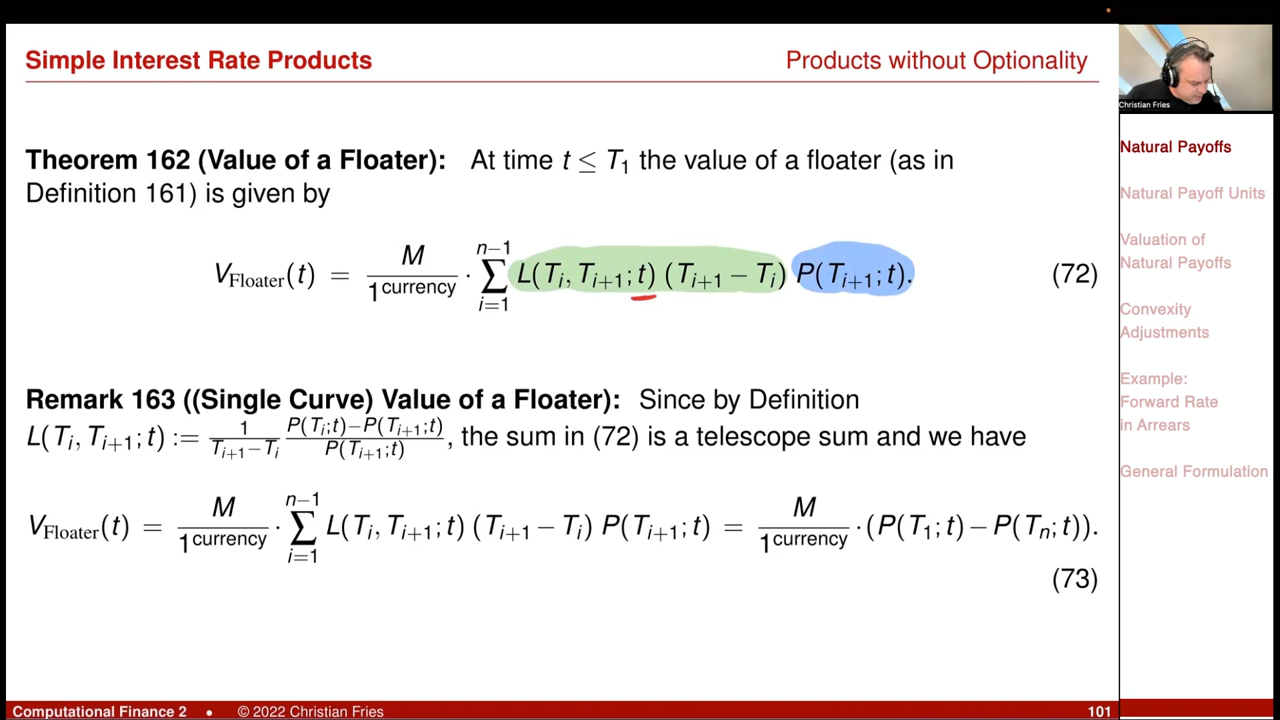 Simple Interest Rate Products
Products without Optionality
Christian Fries
Theorem 162 (Value of a Floater): At time t ≤ T₁ the value of a floater (as in
Definition 161) is given by
V_Floater(t) = M / 1^currency · ∑_{i=1}^{n−1} L(T_i, T_{i+1}; t) (T_{i+1} − T_i) P(T_{i+1}; t). (72)
Remark 163 ((Single Curve) Value of a Floater): Since by Definition
L(T_i, T_{i+1}; t) := 1/(T_{i+1}−T_i) (P(T_i;t)−P(T_{i+1};t))/P(T_{i+1};t), the sum in (72) is a telescope sum and we have
V_Floater(t) = M / 1^currency · ∑_{i=1}^{n−1} L(T_i, T_{i+1}; t) (T_{i+1} − T_i) P(T_{i+1}; t) = M / 1^currency · (P(T₁; t) − P(T_n; t)).
(73)
Natural Payoffs
Natural Payoff Units
Valuation of
Natural Payoffs
Convexity
Adjustments
Example:
Forward Rate
in Arrears
General Formulation
Computational Finance 2 • © 2022 Christian Fries
101